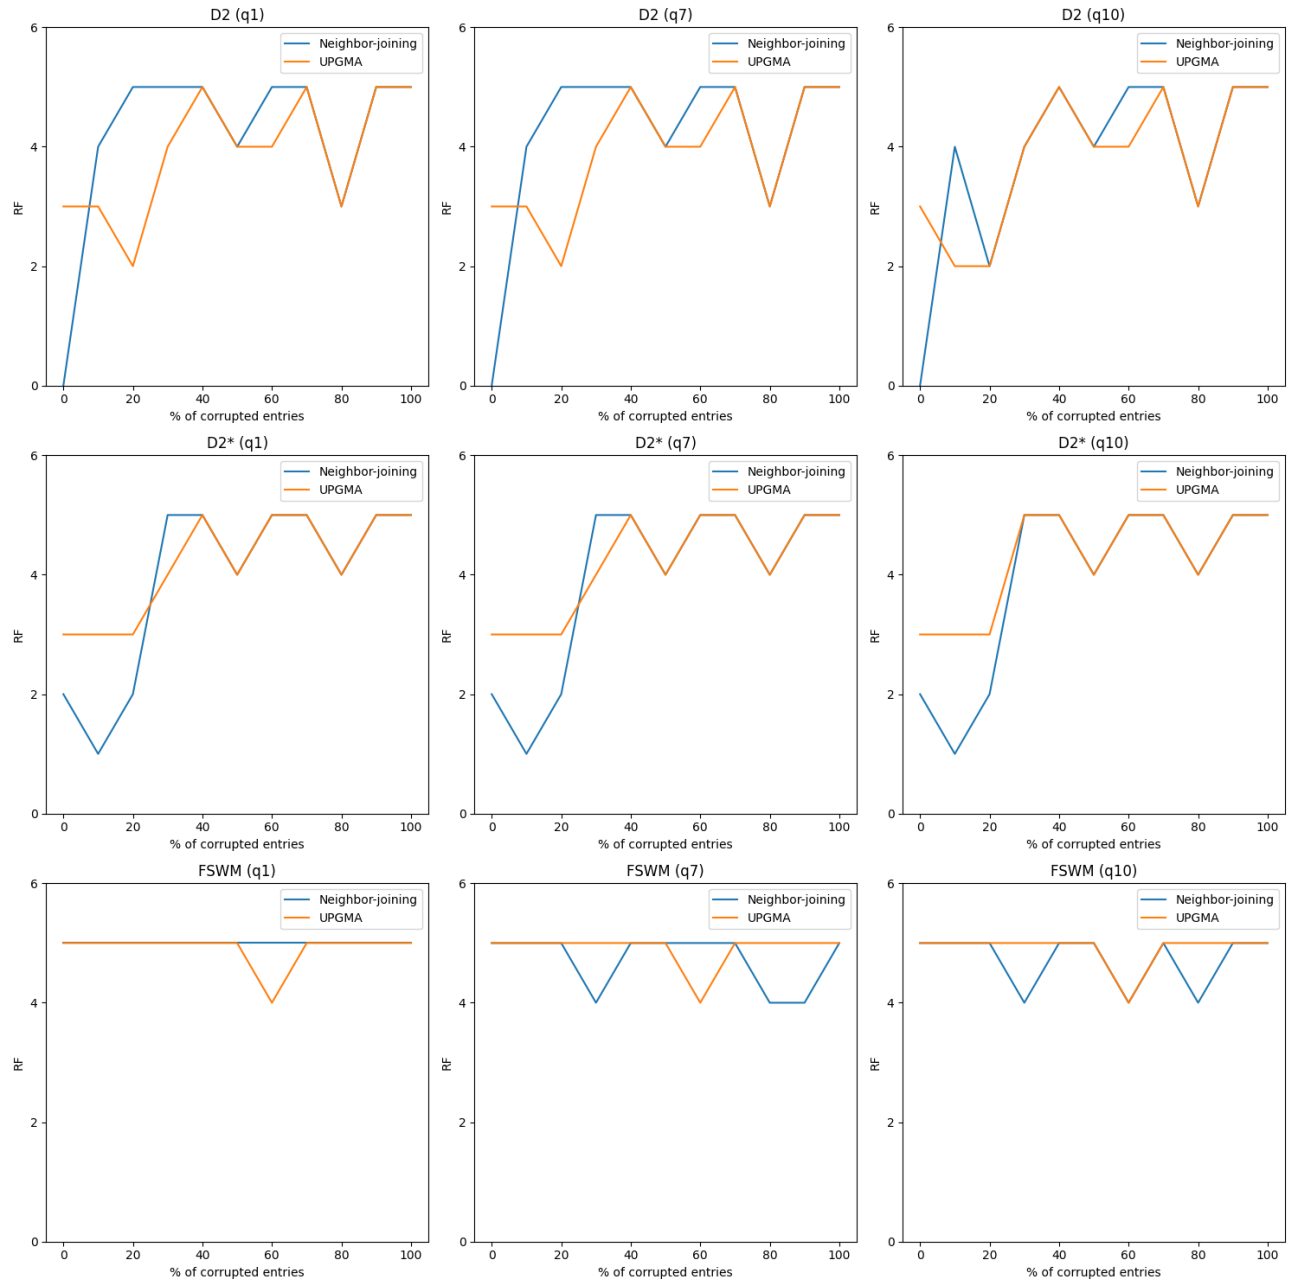 D2 (q1)
6
4
2
0
RF
Neighbor-joining
UPGMA
0 20 40 60 80 100
% of corrupted entries
D2 (q7)
6
4
2
0
RF
Neighbor-joining
UPGMA
0 20 40 60 80 100
% of corrupted entries
D2 (q10)
6
4
2
0
RF
Neighbor-joining
UPGMA
0 20 40 60 80 100
% of corrupted entries
D2* (q1)
6
4
2
0
RF
Neighbor-joining
UPGMA
0 20 40 60 80 100
% of corrupted entries
D2* (q7)
6
4
2
0
RF
Neighbor-joining
UPGMA
0 20 40 60 80 100
% of corrupted entries
D2* (q10)
6
4
2
0
RF
Neighbor-joining
UPGMA
0 20 40 60 80 100
% of corrupted entries
FSWM (q1)
6
4
2
0
RF
Neighbor-joining
UPGMA
0 20 40 60 80 100
% of corrupted entries
FSWM (q7)
6
4
2
0
RF
Neighbor-joining
UPGMA
0 20 40 60 80 100
% of corrupted entries
FSWM (q10)
6
4
2
0
RF
Neighbor-joining
UPGMA
0 20 40 60 80 100
% of corrupted entries